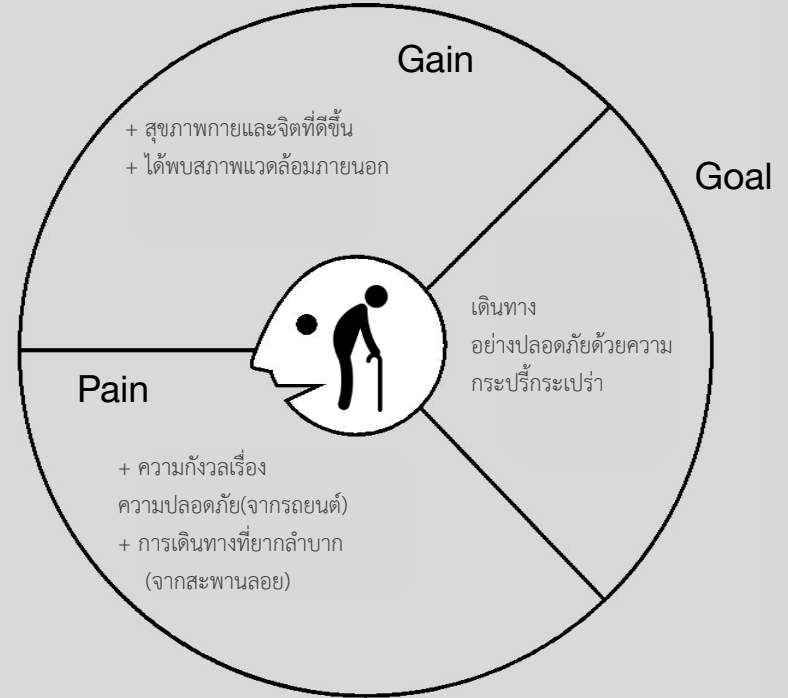 Gain
+ สุขภาพกายและจิตที่ดีขึ้น
+ ได้พบสภาพแวดล้อมภายนอก
Goal
เดินทาง
อย่างปลอดภัยด้วยความ
กระปรี้กระเปร่า
Pain
+ ความกังวลเรื่อง
ความปลอดภัย(จากรถยนต์)
+ การเดินทางที่ยากลำบาก
(จากสะพานลอย)